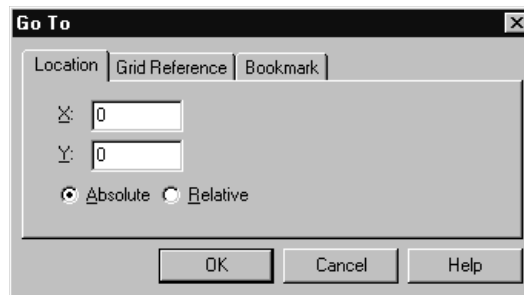 Go To
Location Grid Reference Bookmark
X: 0
Y: 0
Absolute Relative
OK Cancel Help